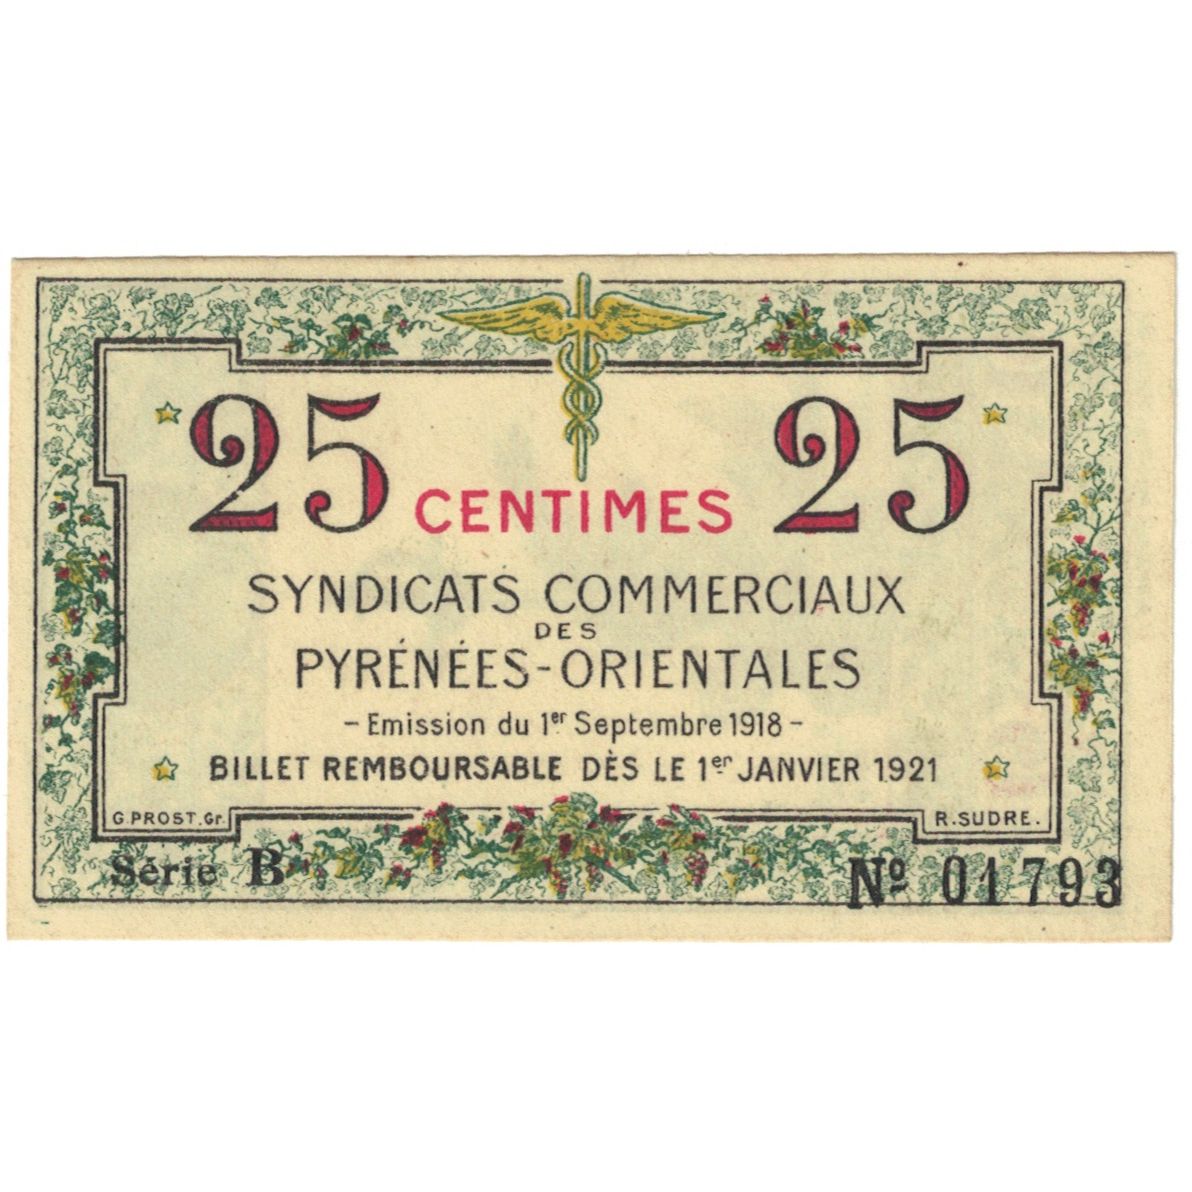 25 CENTIMES 25
SYNDICATS COMMERCIAUX
DES
PYRÉNÉES-ORIENTALES
- Emission du 1er Septembre 1918 -
BILLET REMBOURSABLE DÈS LE 1er JANVIER 1921
G. PROST. Gr. R. SUDRE.
Série B Nº 01793